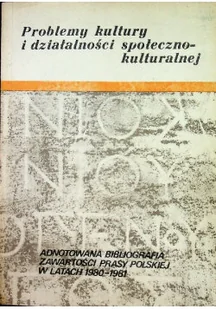 Problemy kultury
i działalności społeczno-
kulturalnej
ADNOTOWANA BIBLIOGRAFIA
ZAWARTOŚCI PRASY POLSKIEJ
W LATACH 1980-1981